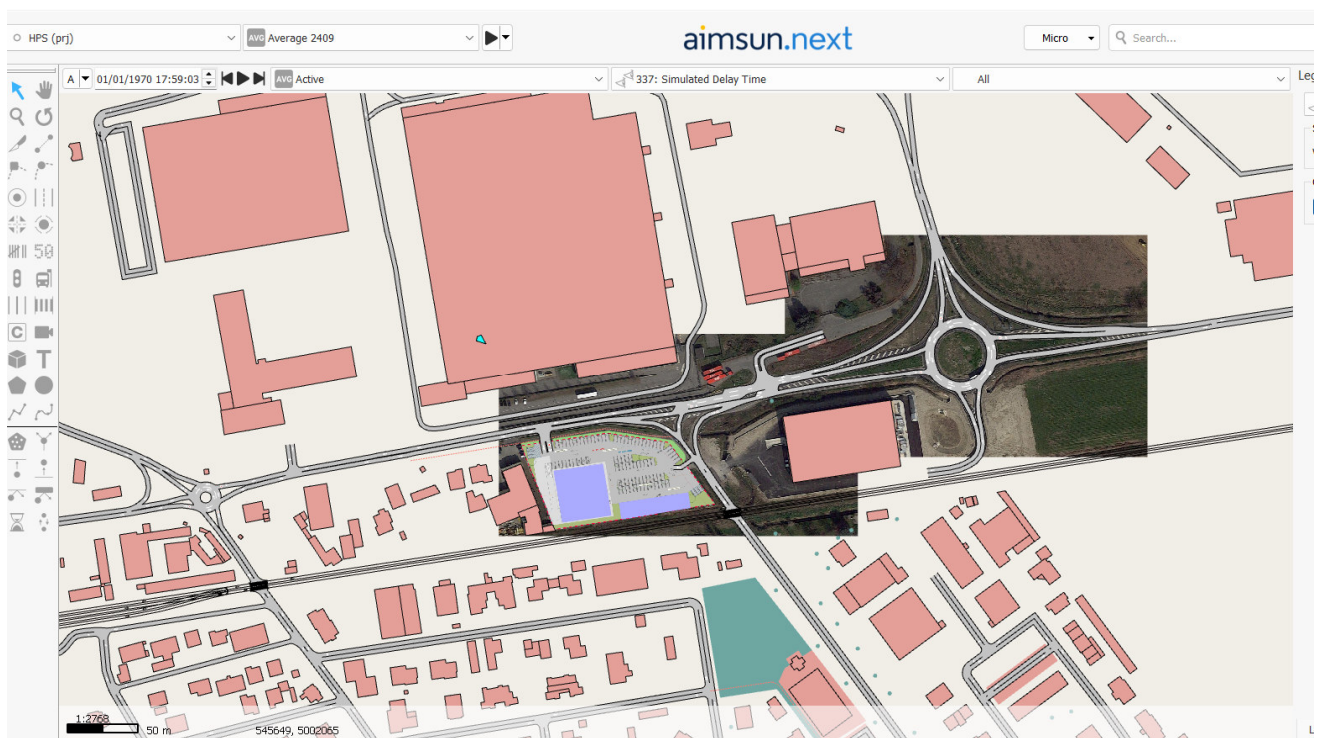 HPS (prj)
AVG Average 2409
aimsun.next
Micro
Search...
A
01/01/1970 17:59:03
AVG Active
337: Simulated Delay Time
All
Leg
50
C
T
1:2768
50 m
545649, 5002065